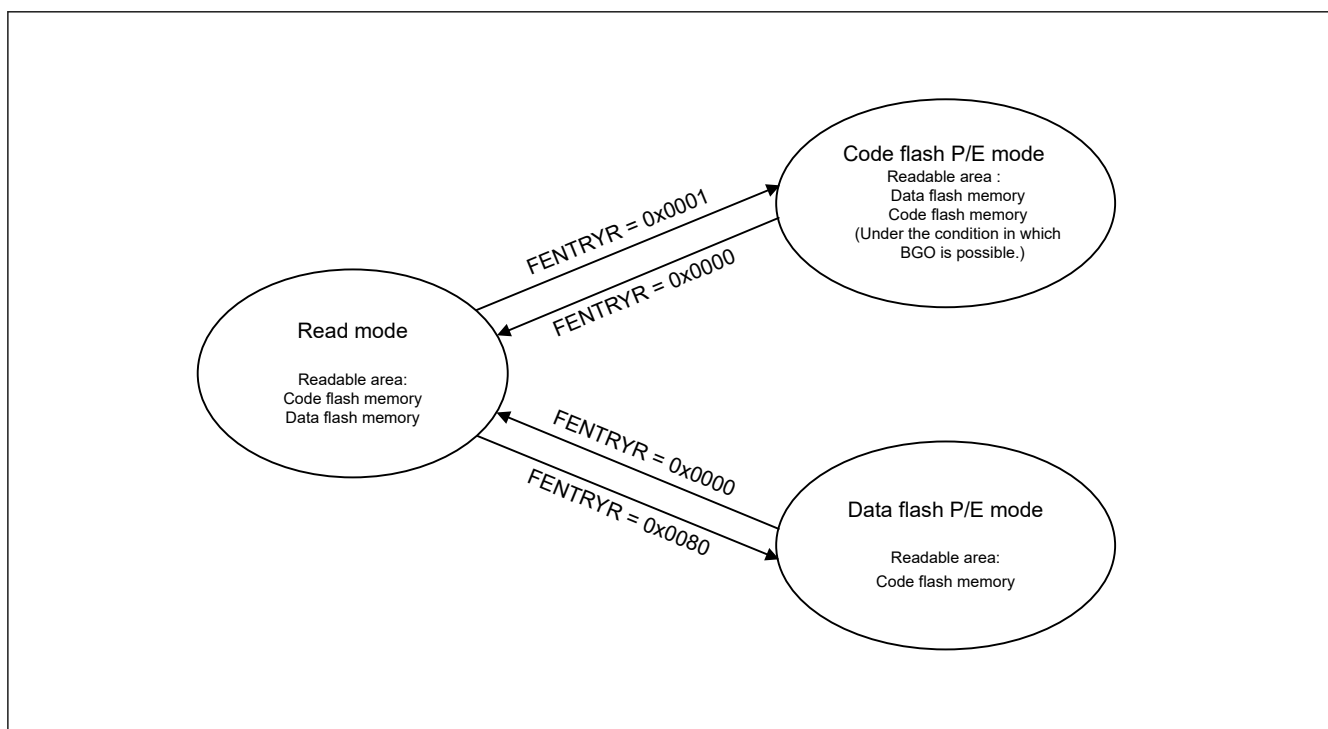 Code flash P/E mode
Readable area :
Data flash memory
Code flash memory
(Under the condition in which
BGO is possible.)
FENTRYR = 0x0001
FENTRYR = 0x0000
Read mode
Readable area:
Code flash memory
Data flash memory
FENTRYR = 0x0000
FENTRYR = 0x0080
Data flash P/E mode
Readable area:
Code flash memory